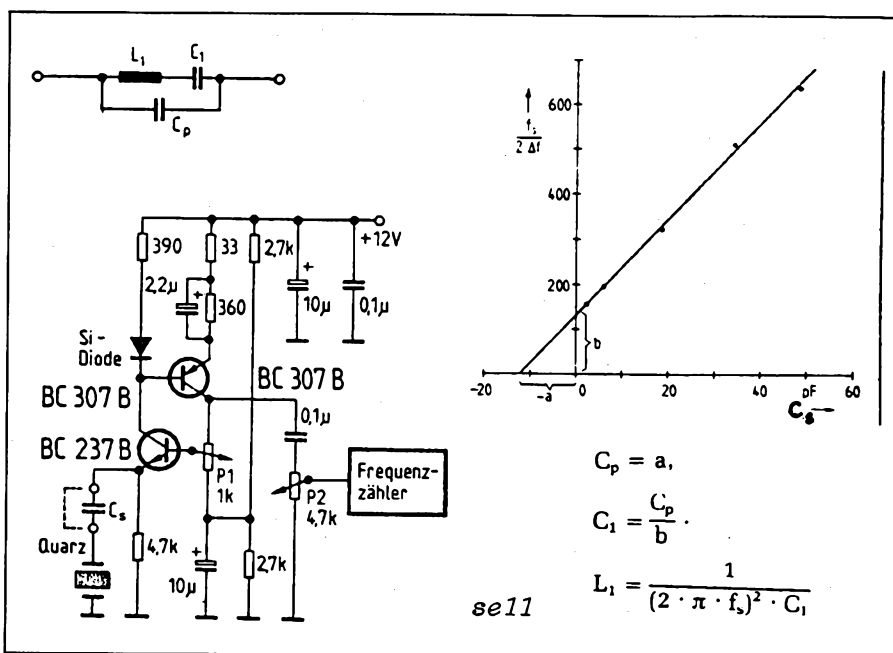 L₁
C₁
Cₚ
+12V
390
33
2,7k
2,2µ
+
360
+
10µ
0,1µ
Si-
Diode
BC 307 B
BC 307 B
BC 237 B
0,1µ
P1
1k
P2
4,7k
Frequenz-
zähler
Cₛ
Quarz
4,7k
+
10µ
2,7k
fₛ
2 Δf
600
400
200
b
-a
-20
0
20
40
pF
60
Cₛ
Cₚ = a,
C₁ = Cₚ / b .
L₁ = 1 / (2 · π · fₛ)² · C₁
se11